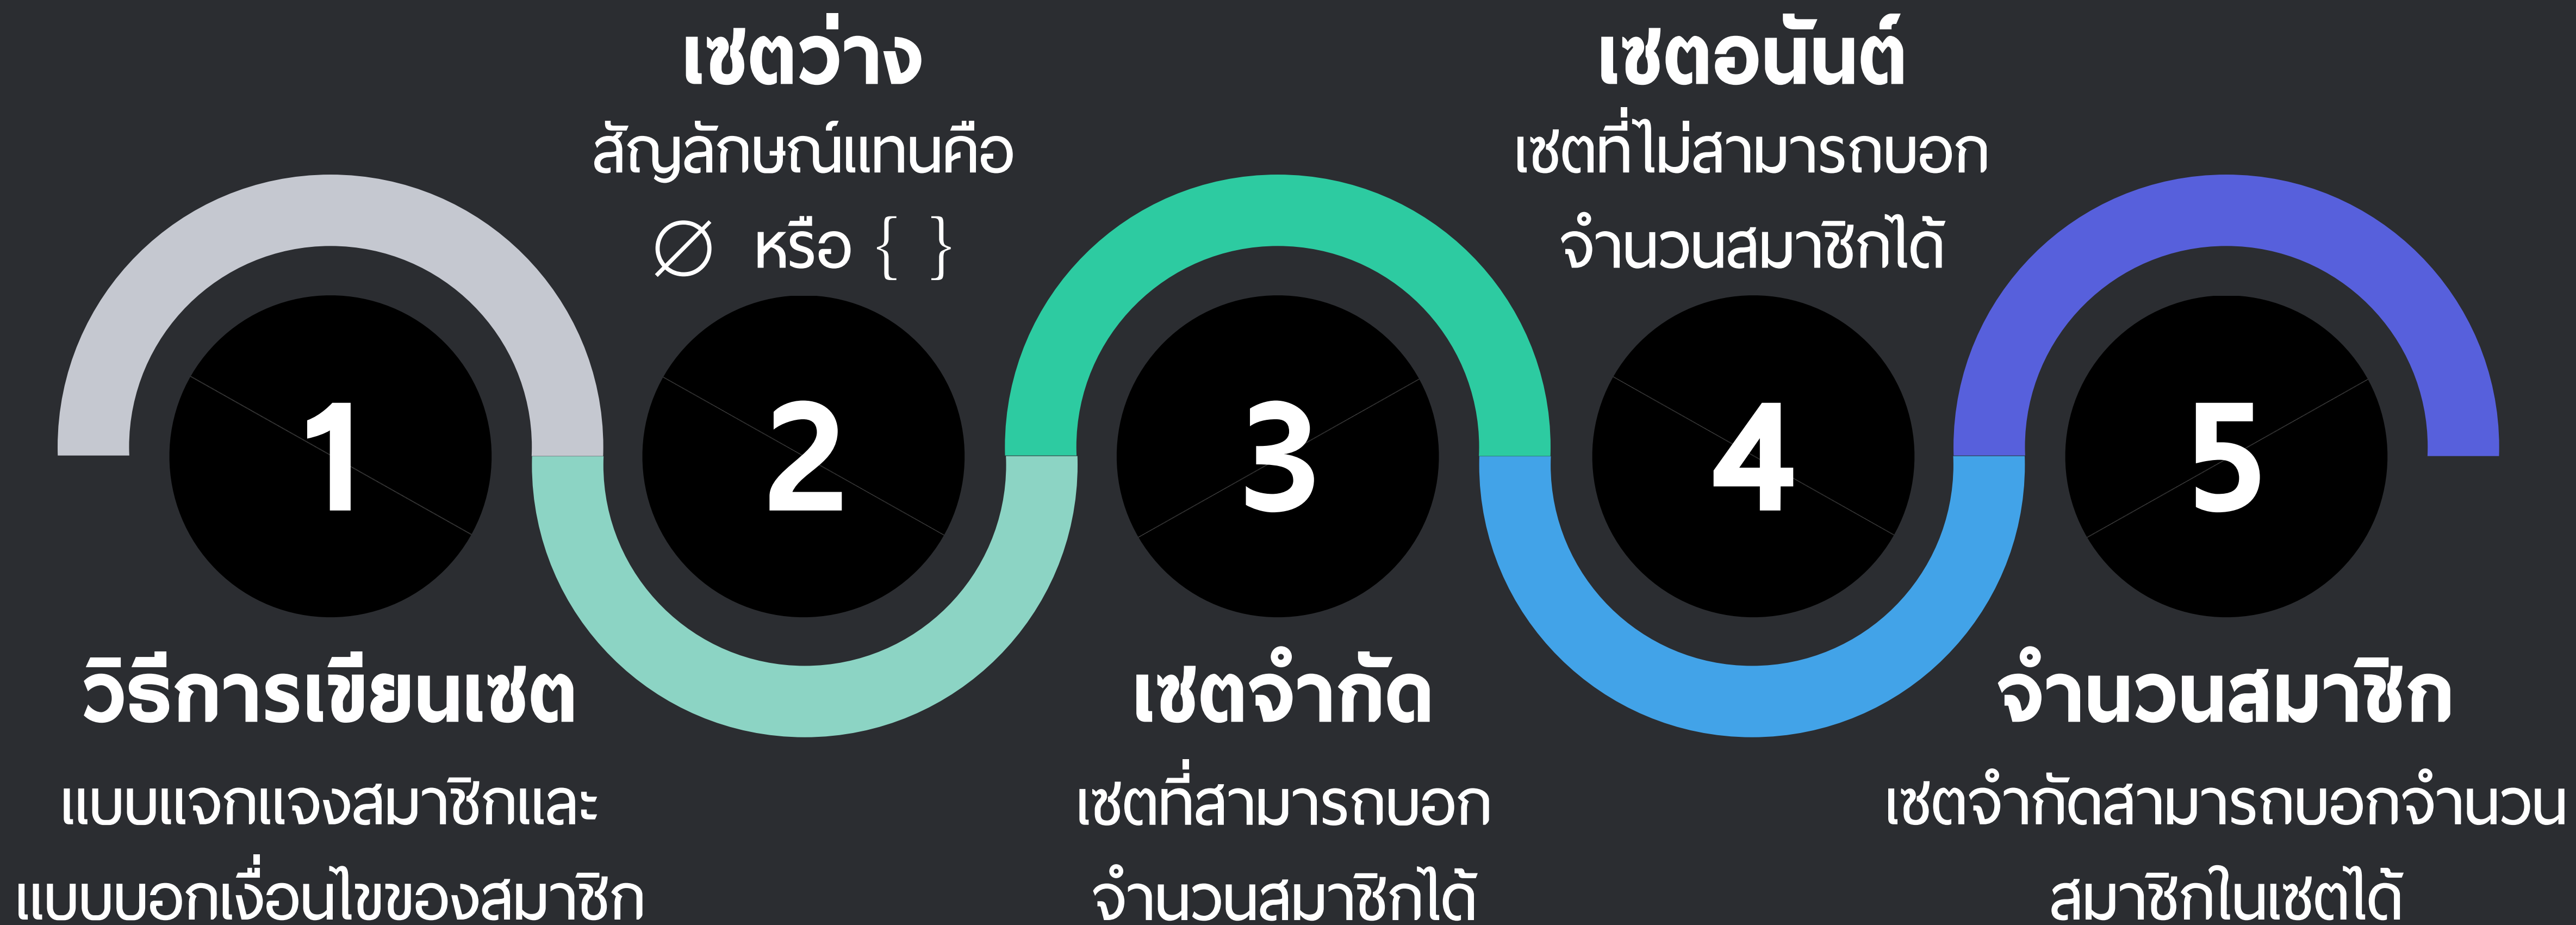 1
วิธีการเขียนเซต
แบบแจกแจงสมาชิกและ
แบบบอกเงื่อนไขของสมาชิก
เซตว่าง
สัญลักษณ์แทนคือ
∅ หรือ { }
2
3
เซตจำกัด
เซตที่สามารถบอก
จำนวนสมาชิกได้
เซตอนันต์
เซตที่ไม่สามารถบอก
จำนวนสมาชิกได้
4
5
จำนวนสมาชิก
เซตจำกัดสามารถบอกจำนวน
สมาชิกในเซตได้